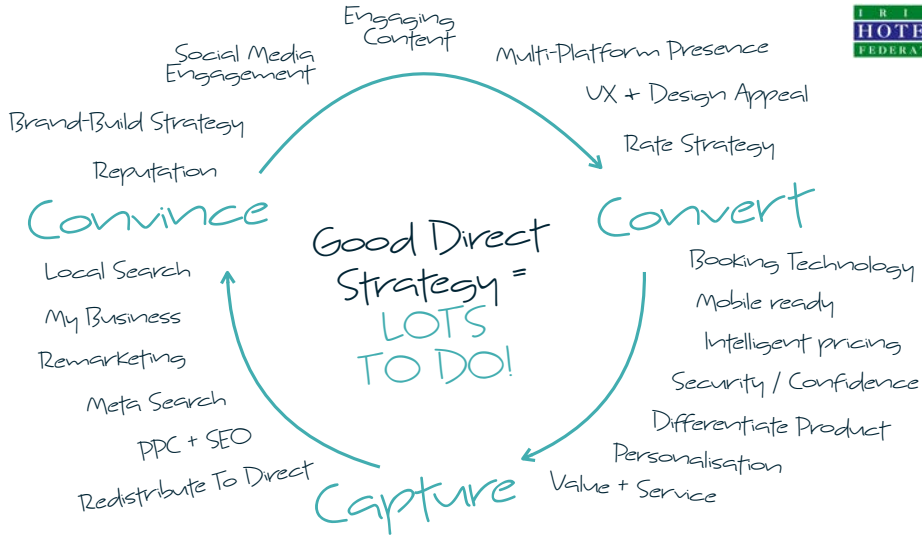 Engaging
Content
Social Media
Engagement
Multi-Platform Presence
UX + Design Appeal
Brand-Build Strategy
Rate Strategy
Reputation
Convince
Convert
Good Direct
Strategy =
LOTS
TO DO!
Local Search
My Business
Remarketing
Meta Search
PPC + SEO
Redistribute To Direct
Booking Technology
Mobile ready
Intelligent pricing
Security / Confidence
Differentiate Product
Personalisation
Value + Service
Capture
I R I
HOTE
FEDERAT